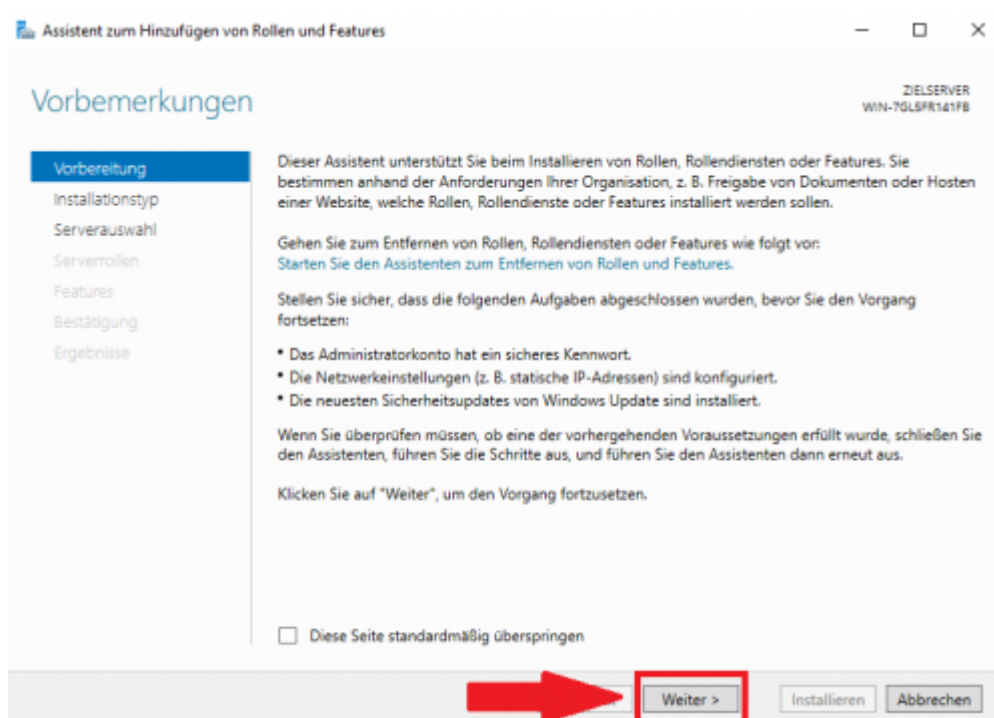 Assistent zum Hinzufügen von Rollen und Features
Vorbemerkungen
ZIELSERVER
WIN-7GLSFR141FB
Vorbereitung
Installationstyp
Serverauswahl
Serverrollen
Features
Bestätigung
Ergebnisse
Dieser Assistent unterstützt Sie beim Installieren von Rollen, Rollendiensten oder Features. Sie
bestimmen anhand der Anforderungen Ihrer Organisation, z. B. Freigabe von Dokumenten oder Hosten
einer Website, welche Rollen, Rollendienste oder Features installiert werden sollen.
Gehen Sie zum Entfernen von Rollen, Rollendiensten oder Features wie folgt vor:
Starten Sie den Assistenten zum Entfernen von Rollen und Features.
Stellen Sie sicher, dass die folgenden Aufgaben abgeschlossen wurden, bevor Sie den Vorgang
fortsetzen:
• Das Administratorkonto hat ein sicheres Kennwort.
• Die Netzwerkeinstellungen (z. B. statische IP-Adressen) sind konfiguriert.
• Die neuesten Sicherheitsupdates von Windows Update sind installiert.
Wenn Sie überprüfen müssen, ob eine der vorhergehenden Voraussetzungen erfüllt wurde, schließen Sie
den Assistenten, führen Sie die Schritte aus, und führen Sie den Assistenten dann erneut aus.
Klicken Sie auf "Weiter", um den Vorgang fortzusetzen.
Diese Seite standardmäßig überspringen
Weiter >
Installieren
Abbrechen